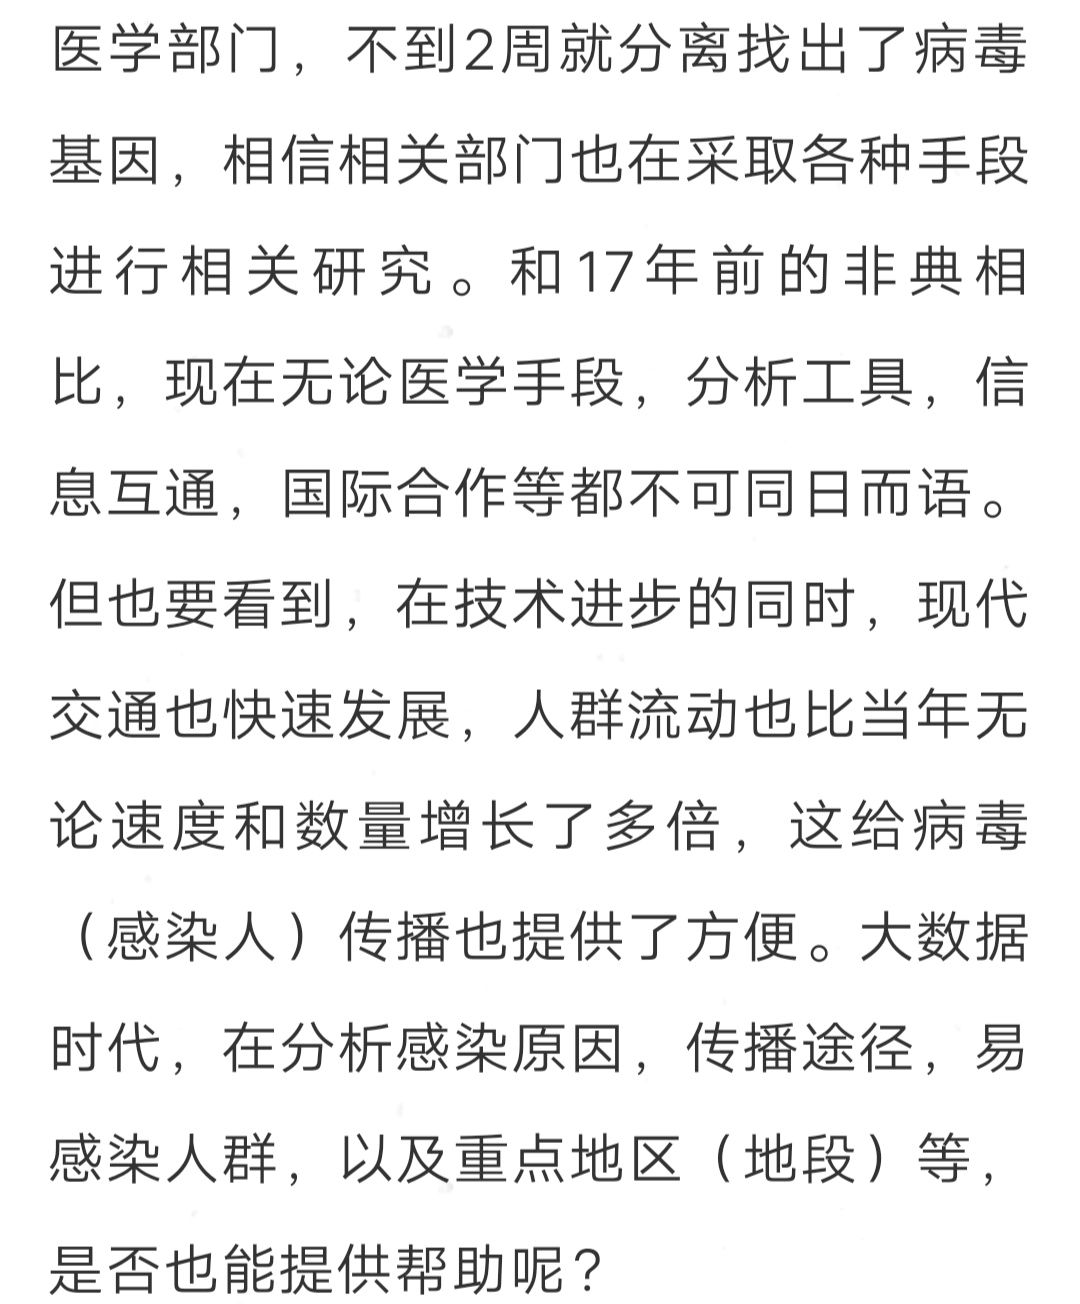 医学部门，不到2周就分离找出了病毒
基因，相信相关部门也在采取各种手段
进行相关研究。和17年前的非典相
比，现在无论医学手段，分析工具，信
息互通，国际合作等都不可同日而语。
但也要看到，在技术进步的同时，现代
交通也快速发展，人群流动也比当年无
论速度和数量增长了多倍，这给病毒
（感染人）传播也提供了方便。大数据
时代，在分析感染原因，传播途径，易
感染人群，以及重点地区（地段）等，
是否也能提供帮助呢？